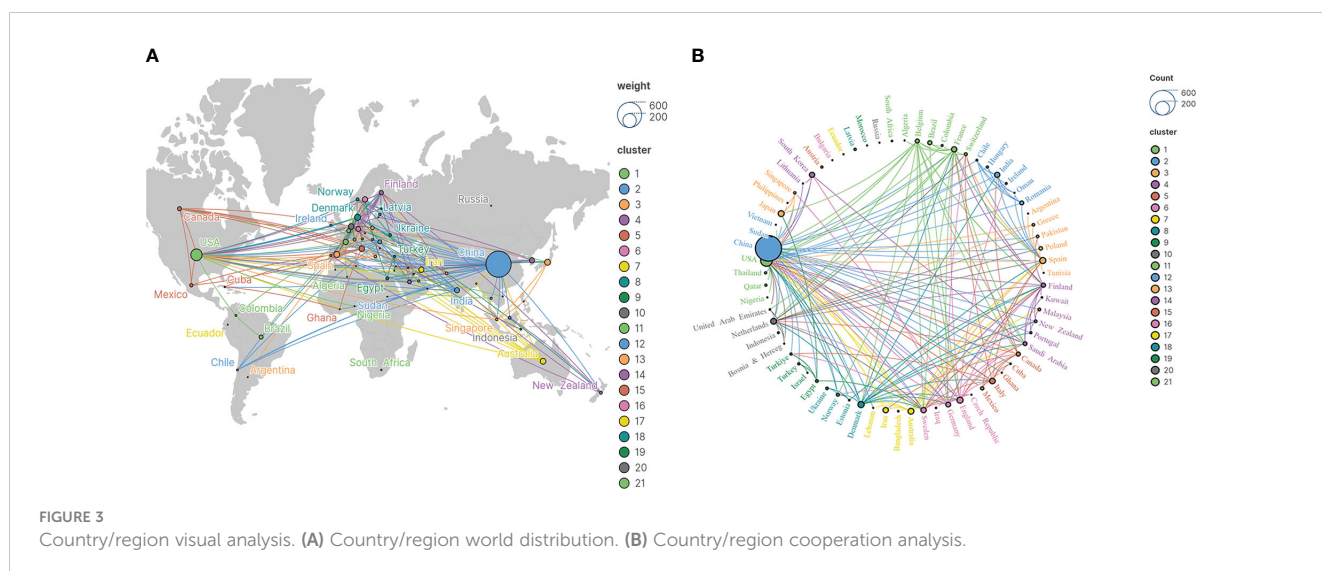 A
B
weight
600
200
cluster
1
2
3
4
5
6
7
8
9
10
11
12
13
14
15
16
17
18
19
20
21
Finland
Norway
Russia
Denmark
Latvia
Canada
Ireland
Ukraine
USA
Turkey
China
Spain
Iran
Cuba
Algeria
Egypt
Mexico
India
Colombia
Sudan
Ghana
Nigeria
Ecuador
Brazil
Singapore
Indonesia
Australia
Chile
Argentina
South Africa
New Zealand
Count
600
200
cluster
1
2
3
4
5
6
7
8
9
10
11
12
13
14
15
16
17
18
19
20
21
Algeria
Belgium
Brazil
Colombia
France
Switzerland
Chile
Hungary
India
Ireland
Oman
Romania
Argentina
Greece
Pakistan
Poland
Spain
Tunisia
Finland
Kuwait
Malaysia
New Zealand
Portugal
Saudi Arabia
Canada
Cuba
Ghana
Italy
Mexico
Czech Republic
England
Germany
Iraq
Sweden
Australia
Bangladesh
Iran
Lebanon
Denmark
Estonia
Norway
Ukraine
Egypt
Israel
Turkey
Türkiye
Bosnia & Herceg
Indonesia
Netherlands
United Arab Emirates
Nigeria
Qatar
Thailand
USA
China
Sudan
Vietnam
Japan
Philippines
Singapore
Lithuania
South Korea
Austria
Bulgaria
Ecuador
Latvia
Morocco
Russia
South Africa
FIGURE 3
Country/region visual analysis. (A) Country/region world distribution. (B) Country/region cooperation analysis.